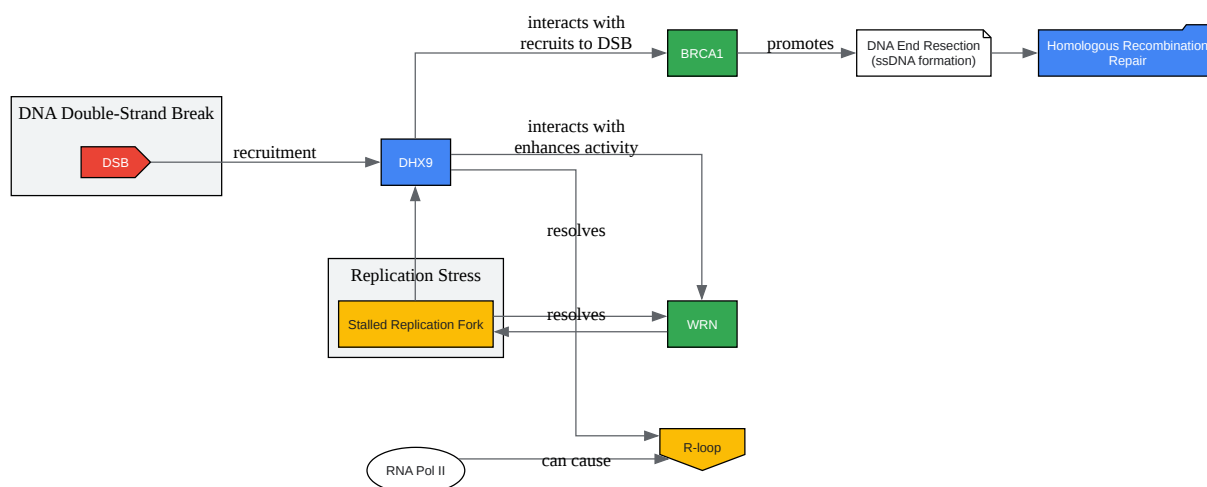 interacts with
recruits to DSB
BRCA1
promotes
DNA End Resection
(ssDNA formation)
Homologous Recombination
Repair
DNA Double-Strand Break
DSB
recruitment
DHX9
interacts with
enhances activity
resolves
Replication Stress
Stalled Replication Fork
resolves
WRN
R-loop
RNA Pol II
can cause